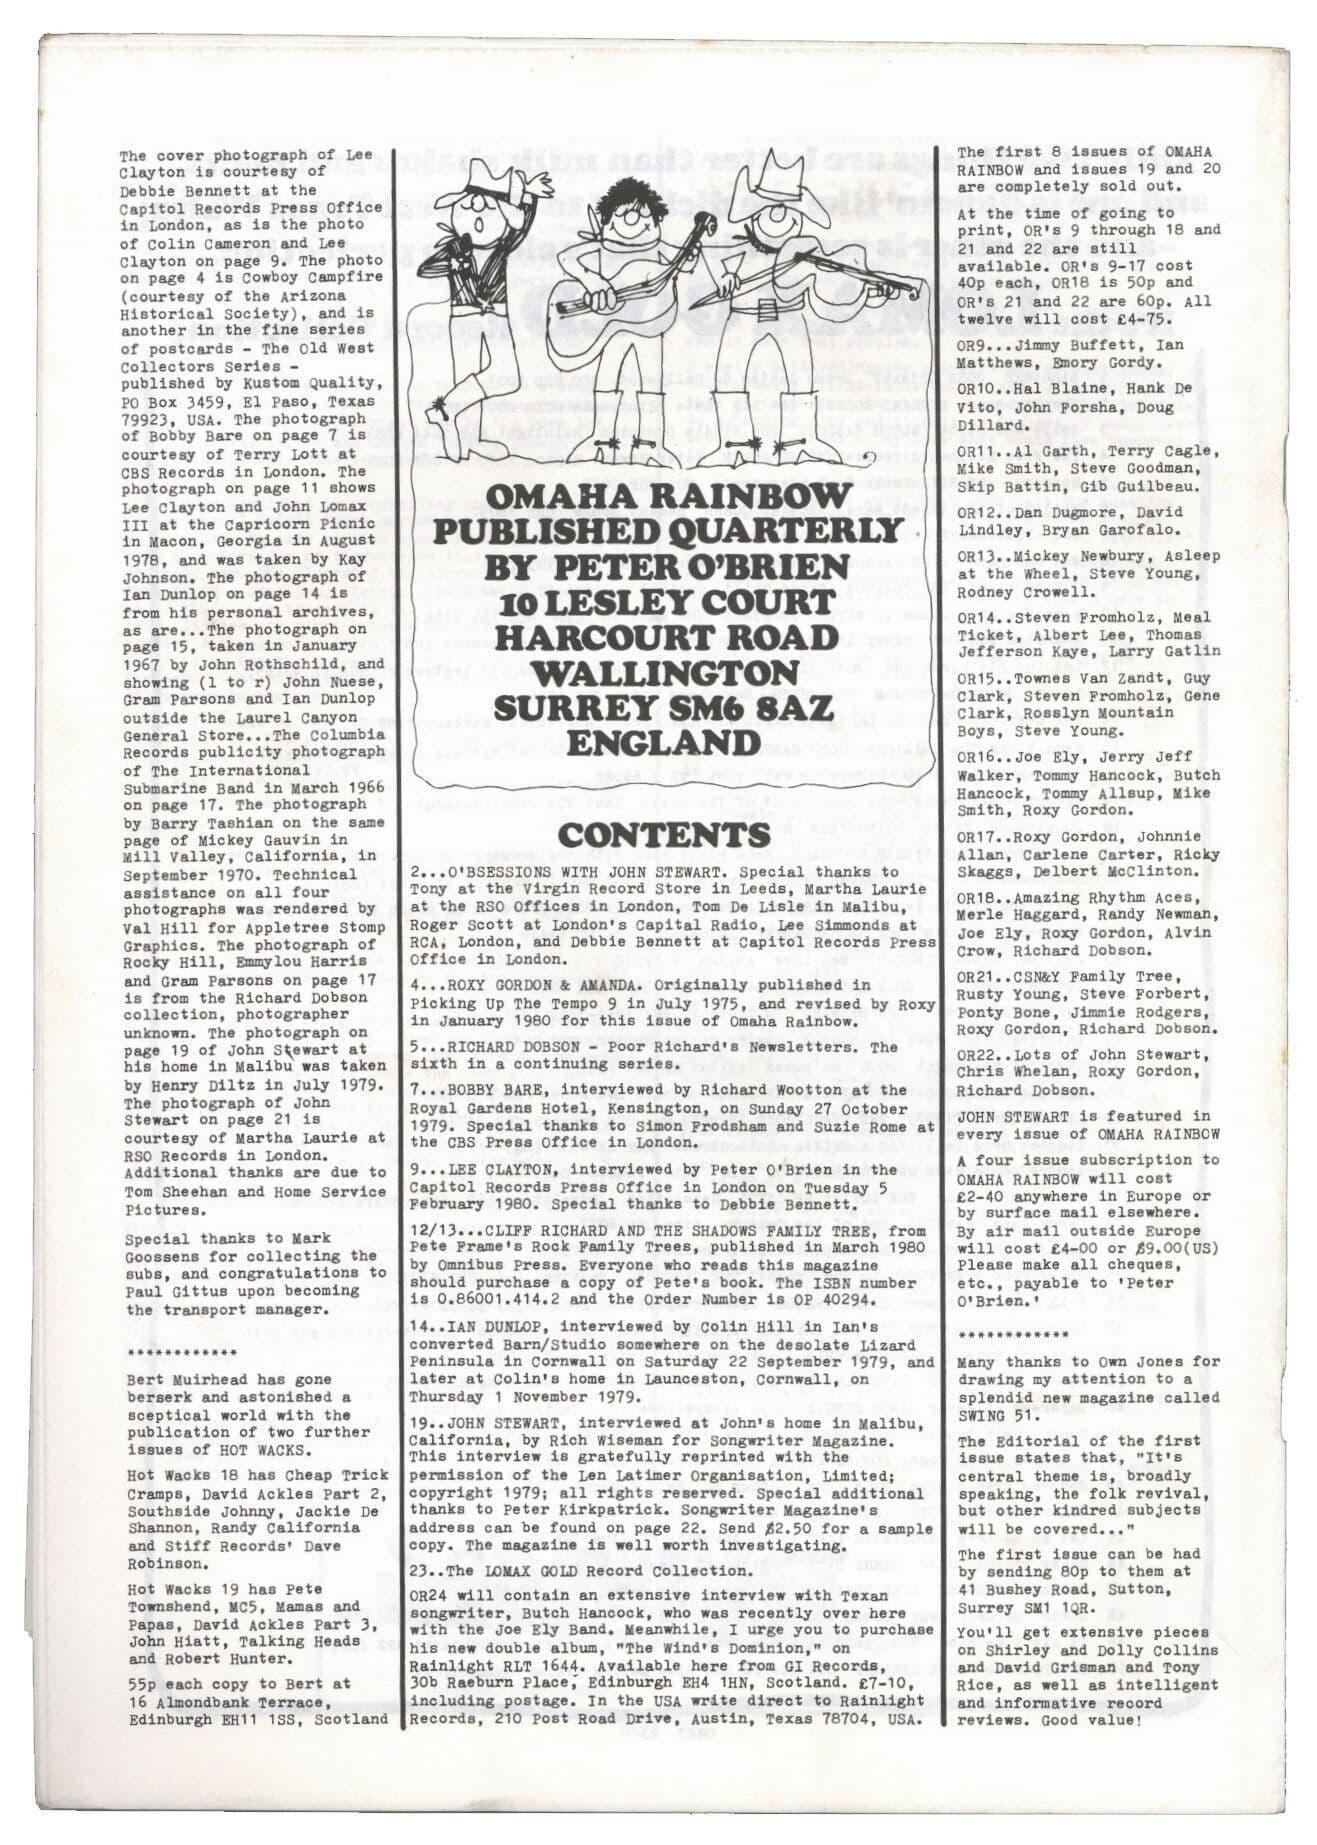 The cover photograph of Lee
Clayton is courtesy of
Debbie Bennett at the
Capitol Records Press Office
in London, as is the photo
of Colin Cameron and Lee
Clayton on page 9. The photo
on page 4 is Cowboy Campfire
(courtesy of the Arizona
Historical Society), and is
another in the fine series
of postcards - The Old West
Collectors Series -
published by Kustom Quality,
PO Box 3459, El Paso, Texas
79923, USA. The photograph
of Bobby Bare on page 7 is
courtesy of Terry Lott at
CBS Records in London. The
photograph on page 11 shows
Lee Clayton and John Lomax
III at the Capricorn Picnic
in Macon, Georgia in August
1978, and was taken by Kay
Johnson. The photograph of
Ian Dunlop on page 14 is
from his personal archives,
as are...The photograph on
page 15, taken in January
1967 by John Rothschild, and
showing (l to r) John Nuese,
Gram Parsons and Ian Dunlop
outside the Laurel Canyon
General Store...The Columbia
Records publicity photograph
of The International
Submarine Band in March 1966
on page 17. The photograph
by Barry Tashian on the same
page of Mickey Gauvin in
Mill Valley, California, in
September 1970. Technical
assistance on all four
photographs was rendered by
Val Hill for Appletree Stomp
Graphics. The photograph of
Rocky Hill, Emmylou Harris
and Gram Parsons on page 17
is from the Richard Dobson
collection, photographer
unknown. The photograph on
page 19 of John Stewart at
his home in Malibu was taken
by Henry Diltz in July 1979.
The photograph of John
Stewart on page 21 is
courtesy of Martha Laurie at
RSO Records in London.
Additional thanks are due to
Tom Sheehan and Home Service
Pictures.
Special thanks to Mark
Goossens for collecting the
subs, and congratulations to
Paul Gittus upon becoming
the transport manager.
************
Bert Muirhead has gone
berserk and astonished a
sceptical world with the
publication of two further
issues of HOT WACKS.
Hot Wacks 18 has Cheap Trick
Cramps, David Ackles Part 2,
Southside Johnny, Jackie De
Shannon, Randy California
and Stiff Records' Dave
Robinson.
Hot Wacks 19 has Pete
Townshend, MC5, Mamas and
Papas, David Ackles Part 3,
John Hiatt, Talking Heads
and Robert Hunter.
55p each copy to Bert at
16 Almondbank Terrace,
Edinburgh EH11 1SS, Scotland
OMAHA RAINBOW
PUBLISHED QUARTERLY
BY PETER O'BRIEN
10 LESLEY COURT
HARCOURT ROAD
WALLINGTON
SURREY SM6 8AZ
ENGLAND
CONTENTS
2...O'BSESSIONS WITH JOHN STEWART. Special thanks to
Tony at the Virgin Record Store in Leeds, Martha Laurie
at the RSO Offices in London, Tom De Lisle in Malibu,
Roger Scott at London's Capital Radio, Lee Simmonds at
RCA, London, and Debbie Bennett at Capitol Records Press
Office in London.
4...ROXY GORDON & AMANDA. Originally published in
Picking Up The Tempo 9 in July 1975, and revised by Roxy
in January 1980 for this issue of Omaha Rainbow.
5...RICHARD DOBSON - Poor Richard's Newsletters. The
sixth in a continuing series.
7...BOBBY BARE, interviewed by Richard Wootton at the
Royal Gardens Hotel, Kensington, on Sunday 27 October
1979. Special thanks to Simon Frodsham and Suzie Rome at
the CBS Press Office in London.
9...LEE CLAYTON, interviewed by Peter O'Brien in the
Capitol Records Press Office in London on Tuesday 5
February 1980. Special thanks to Debbie Bennett.
12/13...CLIFF RICHARD AND THE SHADOWS FAMILY TREE, from
Pete Frame's Rock Family Trees, published in March 1980
by Omnibus Press. Everyone who reads this magazine
should purchase a copy of Pete's book. The ISBN number
is 0.86001.414.2 and the Order Number is OP 40294.
14..IAN DUNLOP, interviewed by Colin Hill in Ian's
converted Barn/Studio somewhere on the desolate Lizard
Peninsula in Cornwall on Saturday 22 September 1979, and
later at Colin's home in Launceston, Cornwall, on
Thursday 1 November 1979.
19..JOHN STEWART, interviewed at John's home in Malibu,
California, by Rich Wiseman for Songwriter Magazine.
This interview is gratefully reprinted with the
permission of the Len Latimer Organisation, Limited;
copyright 1979; all rights reserved. Special additional
thanks to Peter Kirkpatrick. Songwriter Magazine's
address can be found on page 22. Send $2.50 for a sample
copy. The magazine is well worth investigating.
23..The LOMAX GOLD Record Collection.
OR24 will contain an extensive interview with Texan
songwriter, Butch Hancock, who was recently over here
with the Joe Ely Band. Meanwhile, I urge you to purchase
his new double album, "The Wind's Dominion," on
Rainlight RLT 1644. Available here from GI Records,
30b Raeburn Place, Edinburgh EH4 1HN, Scotland. £7-10,
including postage. In the USA write direct to Rainlight
Records, 210 Post Road Drive, Austin, Texas 78704, USA.
The first 8 issues of OMAHA
RAINBOW and issues 19 and 20
are completely sold out.
At the time of going to
print, OR's 9 through 18 and
21 and 22 are still
available. OR's 9-17 cost
40p each, OR18 is 50p and
OR's 21 and 22 are 60p. All
twelve will cost £4-75.
OR9...Jimmy Buffett, Ian
Matthews, Emory Gordy.
OR10..Hal Blaine, Hank De
Vito, John Forsha, Doug
Dillard.
OR11..Al Garth, Terry Cagle,
Mike Smith, Steve Goodman,
Skip Battin, Gib Guilbeau.
OR12..Dan Dugmore, David
Lindley, Bryan Garofalo.
OR13..Mickey Newbury, Asleep
at the Wheel, Steve Young,
Rodney Crowell.
OR14..Steven Fromholz, Meal
Ticket, Albert Lee, Thomas
Jefferson Kaye, Larry Gatlin
OR15..Townes Van Zandt, Guy
Clark, Steven Fromholz, Gene
Clark, Rosslyn Mountain
Boys, Steve Young.
OR16..Joe Ely, Jerry Jeff
Walker, Tommy Hancock, Butch
Hancock, Tommy Allsup, Mike
Smith, Roxy Gordon.
OR17..Roxy Gordon, Johnnie
Allan, Carlene Carter, Ricky
Skaggs, Delbert McClinton.
OR18..Amazing Rhythm Aces,
Merle Haggard, Randy Newman,
Joe Ely, Roxy Gordon, Alvin
Crow, Richard Dobson.
OR21..CSN&Y Family Tree,
Rusty Young, Steve Forbert,
Ponty Bone, Jimmie Rodgers,
Roxy Gordon, Richard Dobson.
OR22..Lots of John Stewart,
Chris Whelan, Roxy Gordon,
Richard Dobson.
JOHN STEWART is featured in
every issue of OMAHA RAINBOW
A four issue subscription to
OMAHA RAINBOW will cost
£2-40 anywhere in Europe or
by surface mail elsewhere.
By air mail outside Europe
will cost £4-00 or $9.00(US)
Please make all cheques,
etc., payable to 'Peter
O'Brien.'
************
Many thanks to Own Jones for
drawing my attention to a
splendid new magazine called
SWING 51.
The Editorial of the first
issue states that, "It's
central theme is, broadly
speaking, the folk revival,
but other kindred subjects
will be covered..."
The first issue can be had
by sending 80p to them at
41 Bushey Road, Sutton,
Surrey SM1 1QR.
You'll get extensive pieces
on Shirley and Dolly Collins
and David Grisman and Tony
Rice, as well as intelligent
and informative record
reviews. Good value!